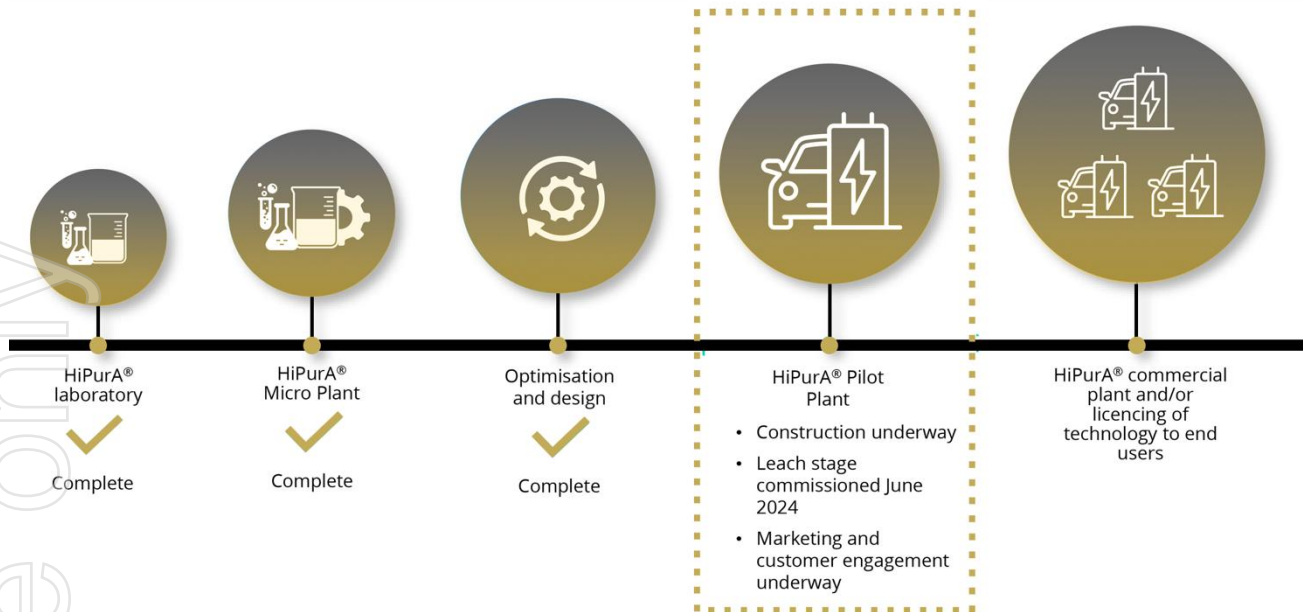 HiPurA®
laboratory
Complete
HiPurA®
Micro Plant
Complete
Optimisation
and design
Complete
HiPurA® Pilot
Plant
• Construction underway
• Leach stage
commissioned June
2024
• Marketing and
customer engagement
underway
HiPurA® commercial
plant and/or
licencing of
technology to end
users
only